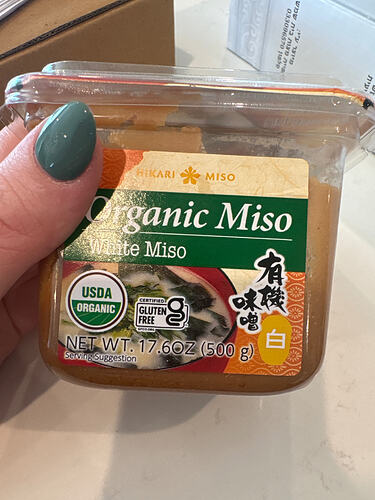 HIKARI MISO
Organic Miso
White Miso
有機
味噌
白
USDA
ORGANIC
CERTIFIED
GLUTEN
FREE
NET WT. 17.6OZ (500 g)
Serving Suggestion